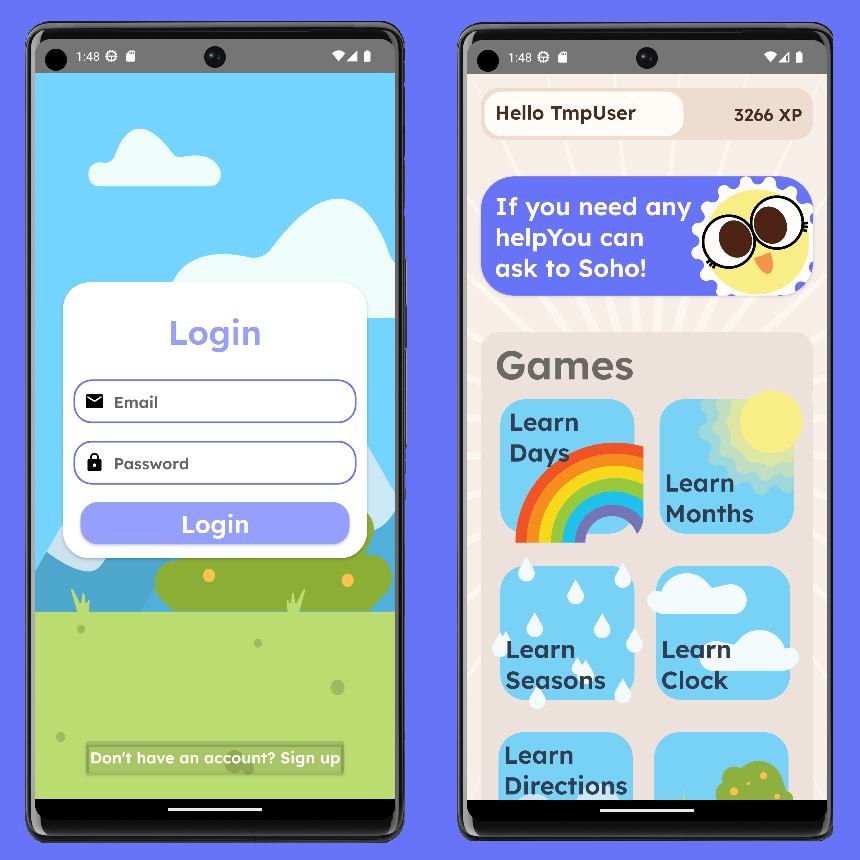 1:48
Login
Email
Password
Login
Don't have an account? Sign up
1:48
Hello TmpUser
3266 XP
If you need any
helpYou can
ask to Soho!
Games
Learn
Days
Learn
Months
Learn
Seasons
Learn
Clock
Learn
Directions